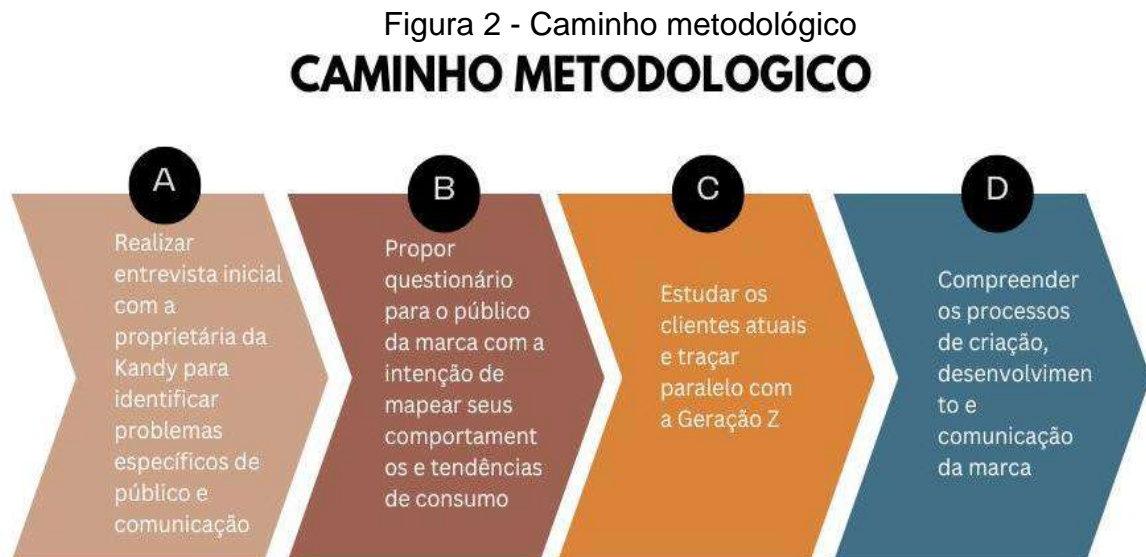 Figura 2 - Caminho metodológico
CAMINHO METODOLOGICO
A
Realizar
entrevista inicial
com a
proprietária da
Kandy para
identificar
problemas
específicos de
público e
comunicação
B
Propor
questionário
para o público
da marca com a
intenção de
mapear seus
comportament
os e tendências
de consumo
C
Estudar os
clientes atuais
e traçar
paralelo com
a Geração Z
D
Compreender
os processos
de criação,
desenvolvimen
to e
comunicação
da marca